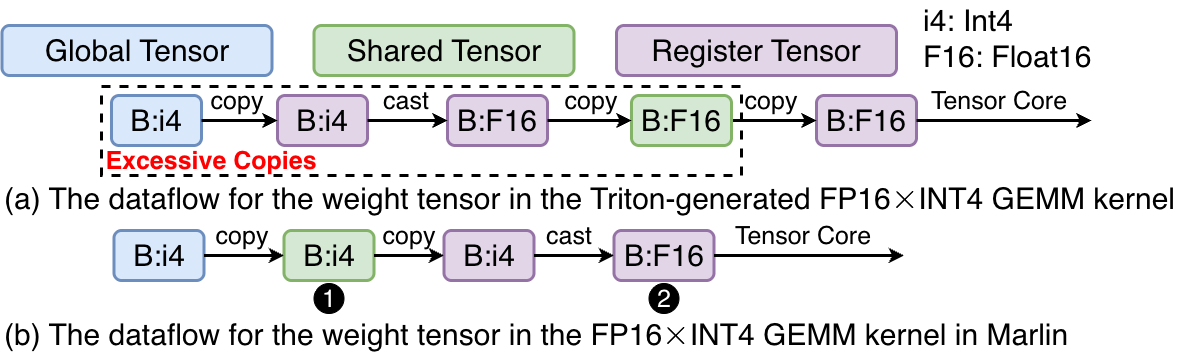 Global Tensor Shared Tensor Register Tensor i4: Int4
F16: Float16
copy cast copy copy Tensor Core
B:i4 B:i4 B:F16 B:F16 B:F16
Excessive Copies
(a) The dataflow for the weight tensor in the Triton-generated FP16×INT4 GEMM kernel
copy copy cast Tensor Core
B:i4 B:i4 B:i4 B:F16
1 2
(b) The dataflow for the weight tensor in the FP16×INT4 GEMM kernel in Marlin